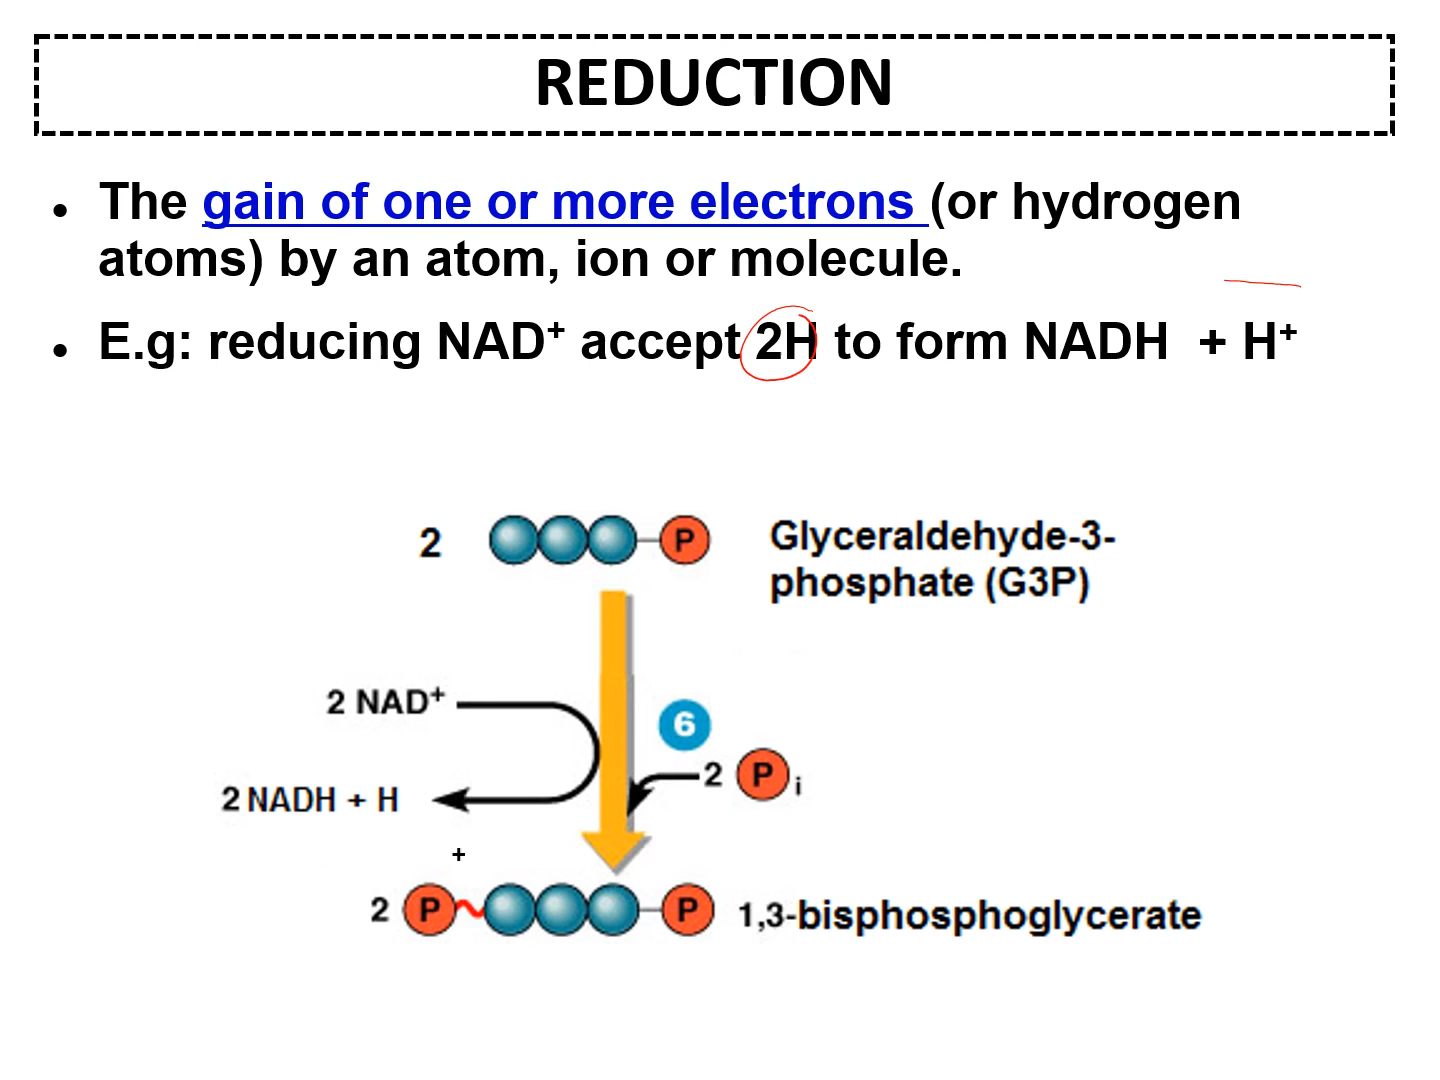 REDUCTION
• The gain of one or more electrons (or hydrogen
atoms) by an atom, ion or molecule.
• E.g: reducing NAD⁺ accept 2H to form NADH + H⁺
2 P Glyceraldehyde-3-
phosphate (G3P)
2 NAD⁺
6
2 P i
2 NADH + H
+
2 P P 1,3-bisphosphoglycerate